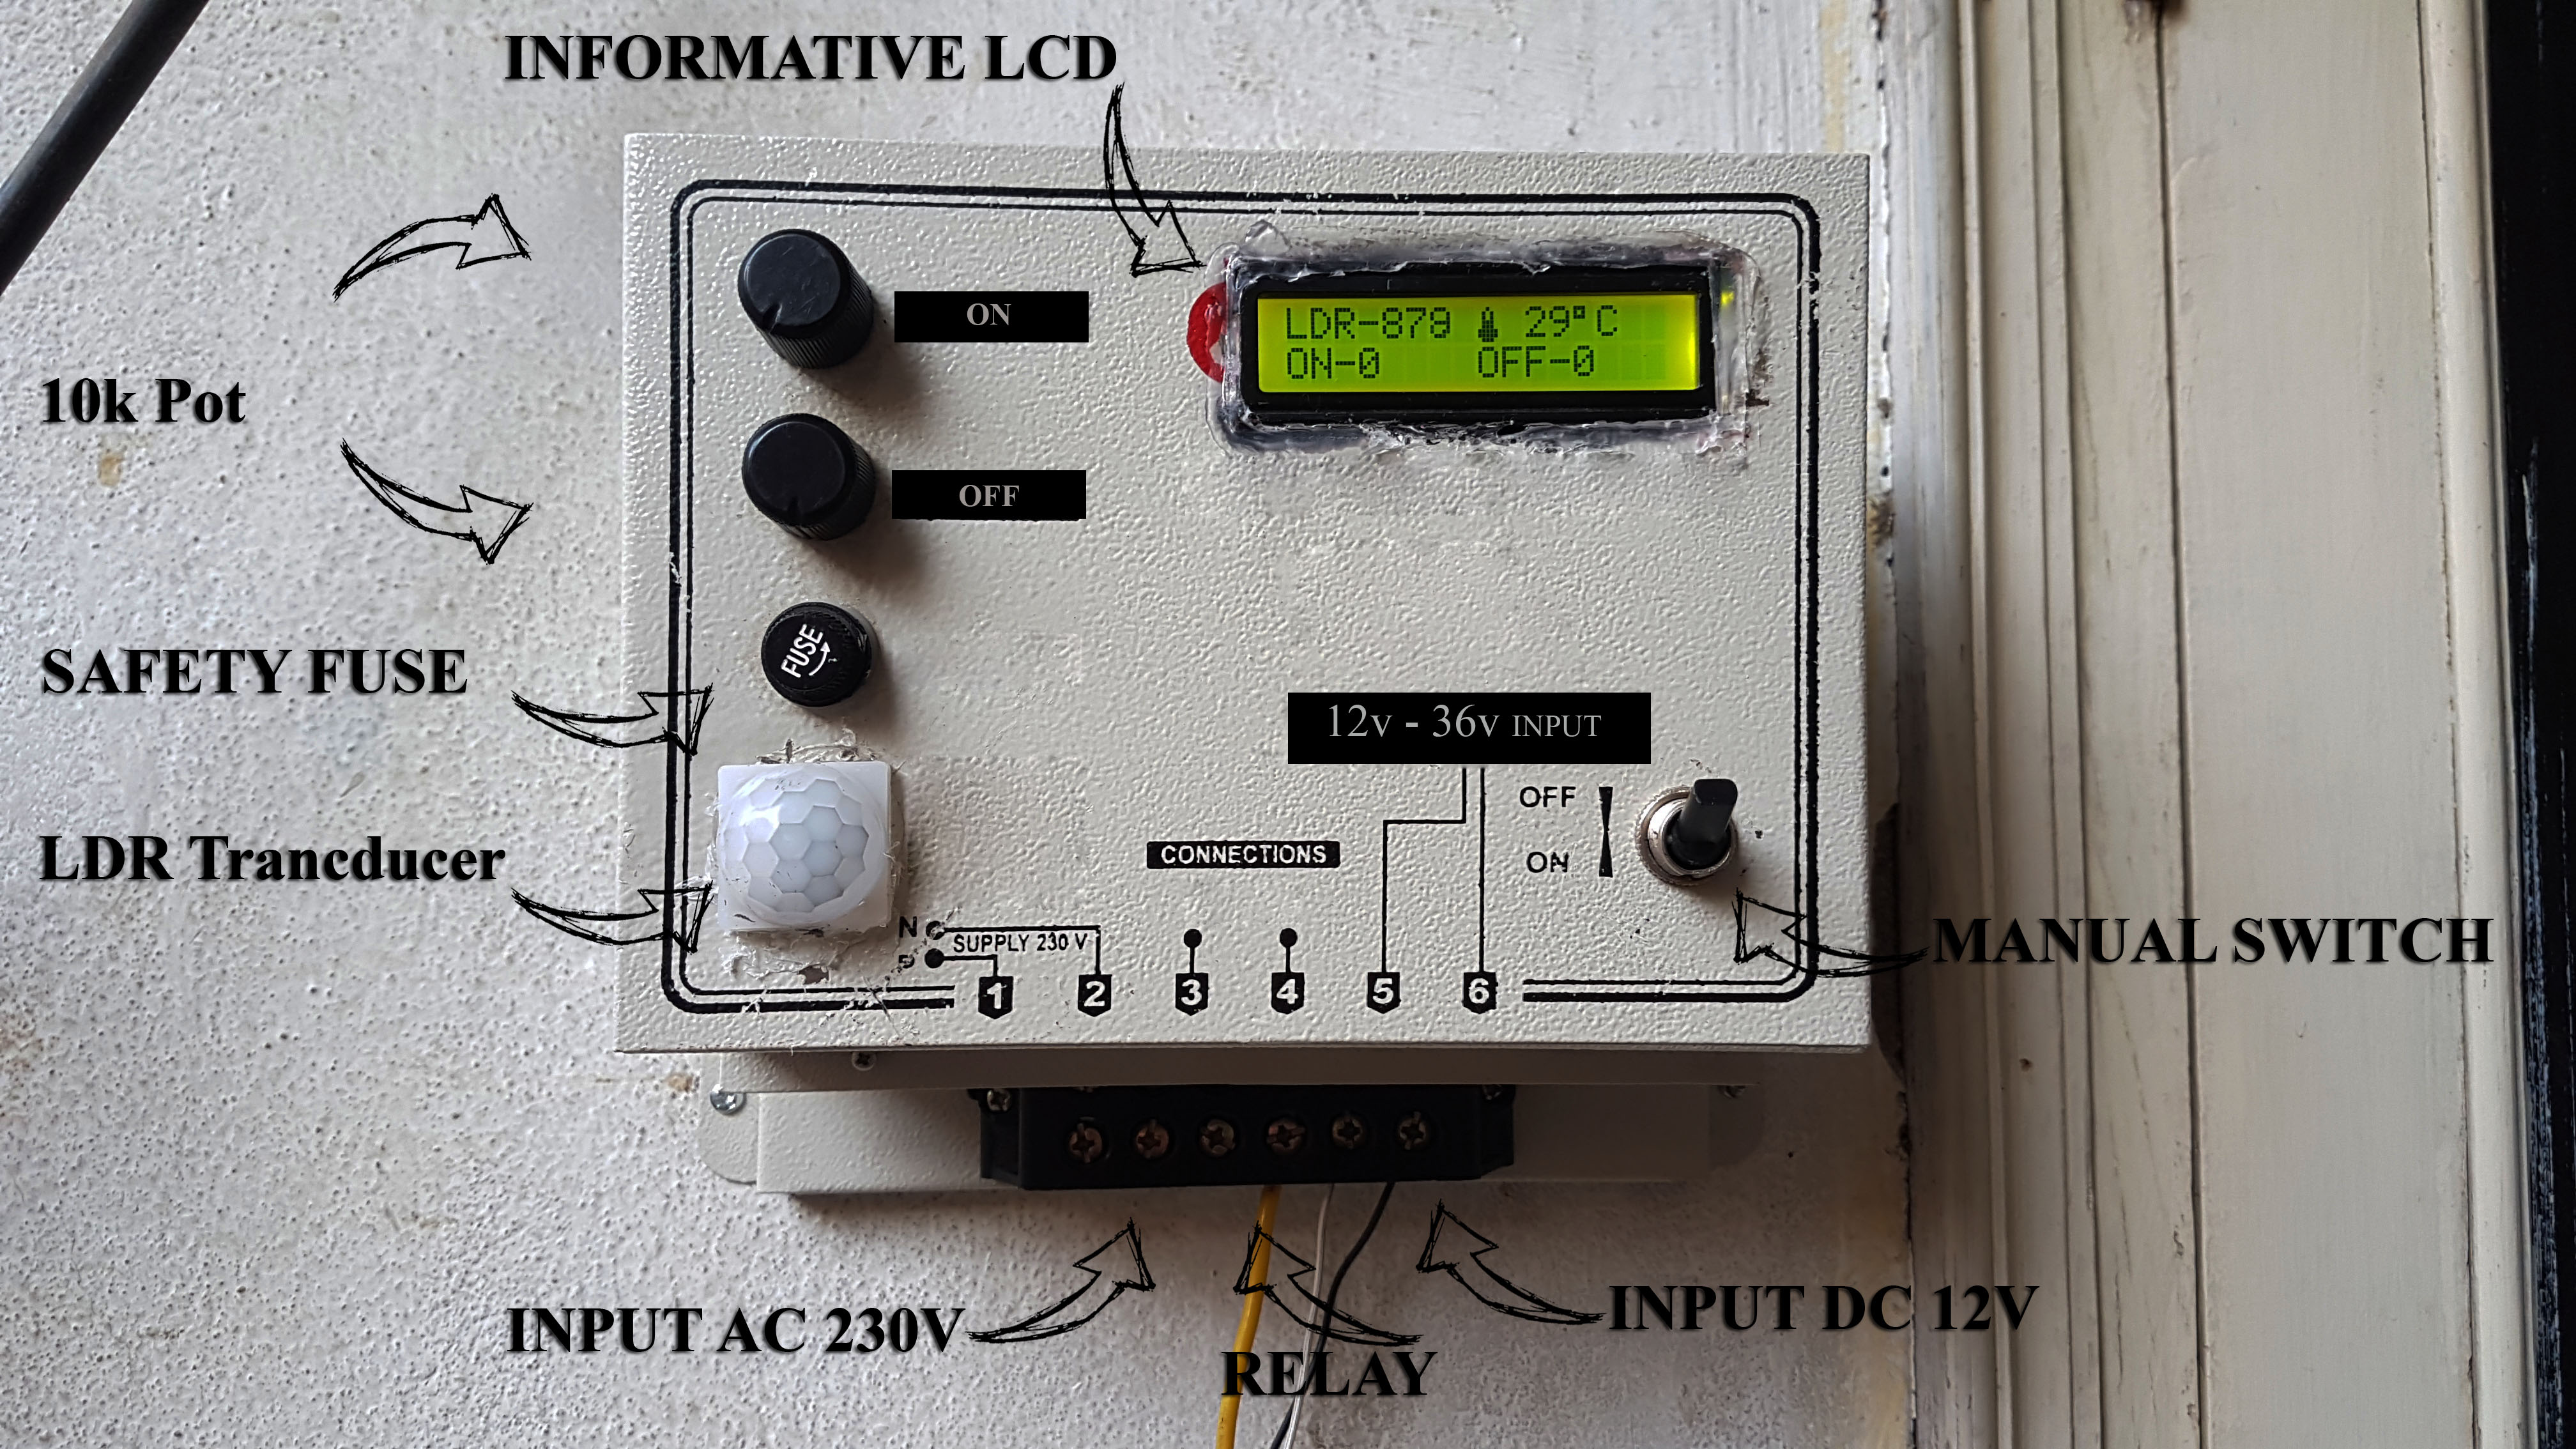 INFORMATIVE LCD
ON
LDR-879 29°C
ON-0 OFF-0
10k Pot
OFF
SAFETY FUSE
FUSE
12v - 36v INPUT
OFF
ON
LDR Trancducer
CONNECTIONS
MANUAL SWITCH
N
SUPPLY 230 V
1 2 3 4 5 6
INPUT AC 230V
INPUT DC 12V
RELAY